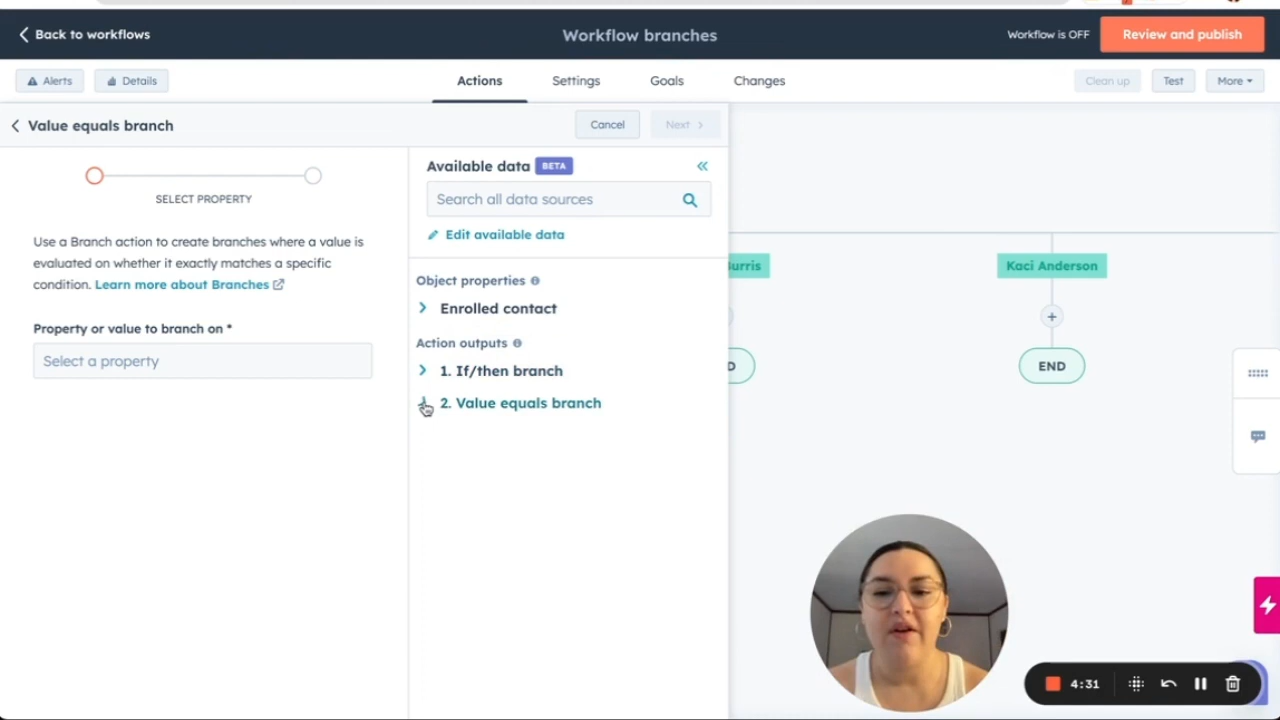 Back to workflows
Workflow branches
Workflow is OFF
Review and publish
Alerts
Details
Actions
Settings
Goals
Changes
Clean up
Test
More
Value equals branch
Cancel
Next
SELECT PROPERTY
Use a Branch action to create branches where a value is
evaluated on whether it exactly matches a specific
condition. Learn more about Branches
Property or value to branch on *
Select a property
Available data BETA
Search all data sources
Edit available data
Object properties
Enrolled contact
Action outputs
1. If/then branch
2. Value equals branch
Kaci Anderson
END
4:31